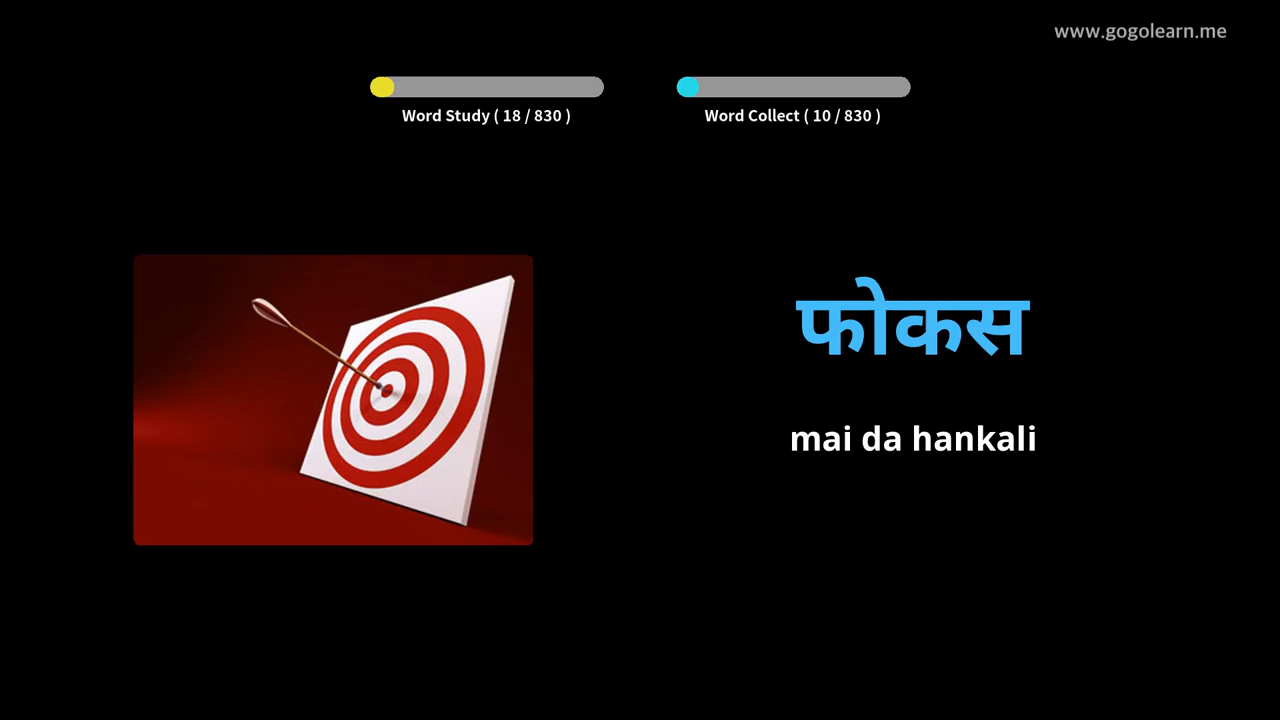 www.gogolearn.me
Word Study ( 18 / 830 )
Word Collect ( 10 / 830 )
फोकस
mai da hankali